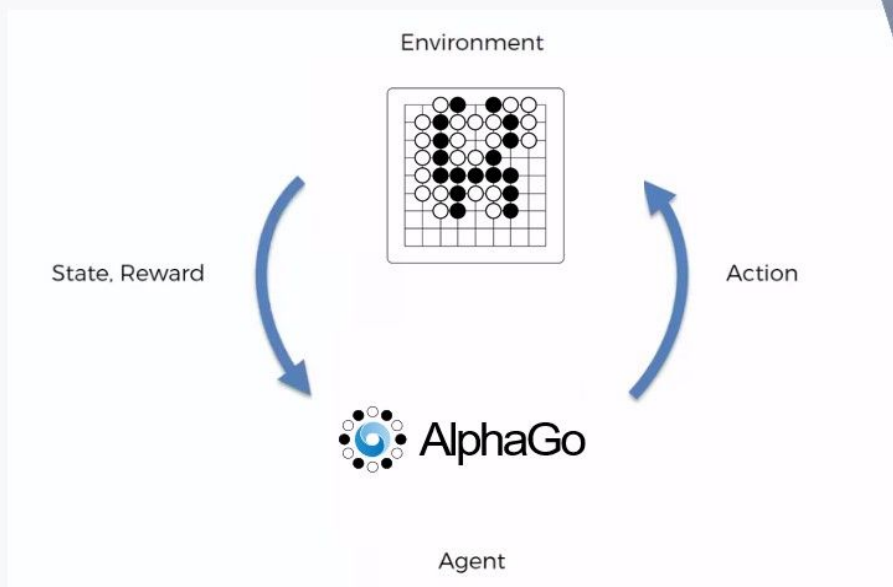 Environment
State, Reward
Action
AlphaGo
Agent